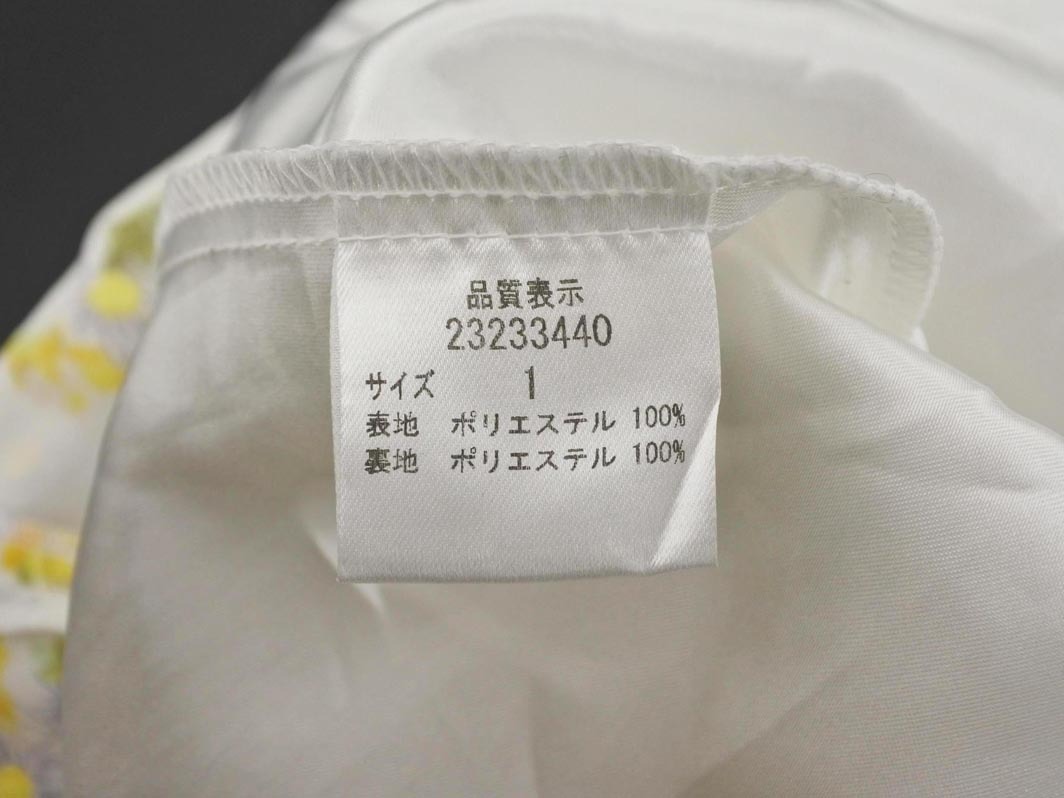 品質表示
23233440
サイズ 1
表地 ポリエステル 100%
裏地 ポリエステル 100%